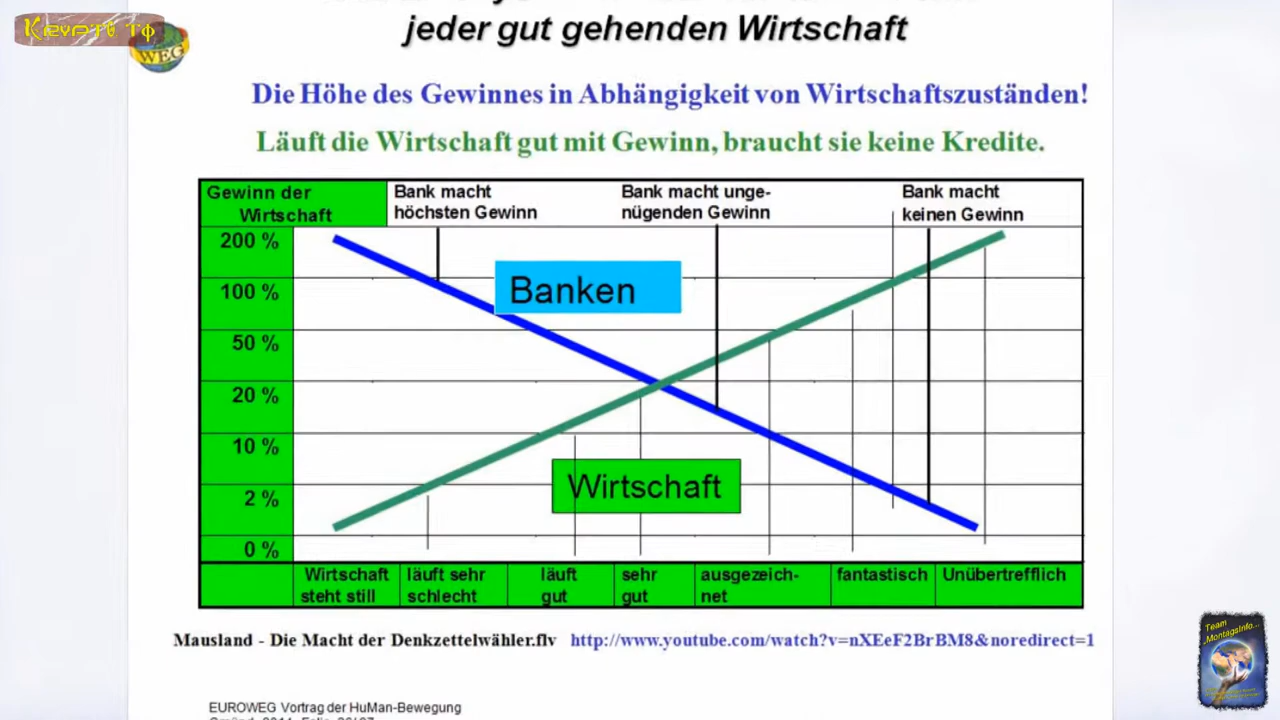 Kryati Tφ
WEG
jeder gut gehenden Wirtschaft
Die Höhe des Gewinnes in Abhängigkeit von Wirtschaftszuständen!
Läuft die Wirtschaft gut mit Gewinn, braucht sie keine Kredite.
Gewinn der
Wirtschaft
Bank macht
höchsten Gewinn
Bank macht unge-
nügenden Gewinn
Bank macht
keinen Gewinn
200 %
100 %
50 %
20 %
10 %
2 %
0 %
Banken
Wirtschaft
Wirtschaft
steht still
läuft sehr
schlecht
läuft
gut
sehr
gut
ausgezeich-
net
fantastisch
Unübertrefflich
Mausland - Die Macht der Denkzettelwähler.flv http://www.youtube.com/watch?v=nXEeF2BrBM8&noredirect=1
EUROWEG Vortrag der HuMan-Bewegung
Team
„MontagsInfo...